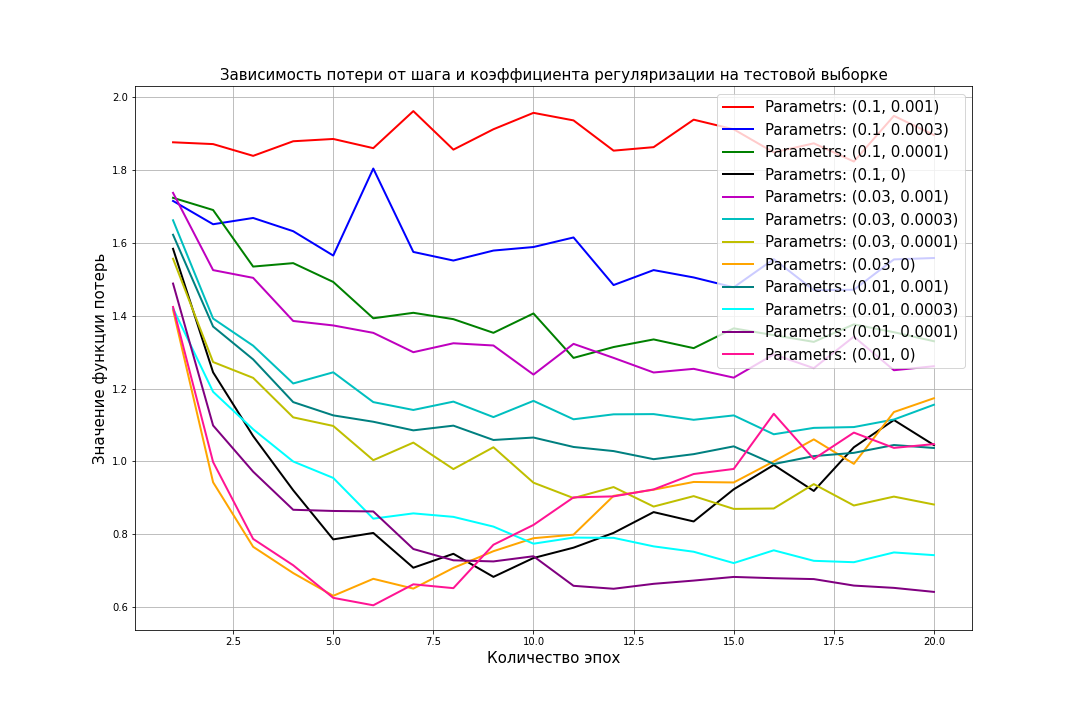 Зависимость потери от шага и коэффициента регуляризации на тестовой выборке
Значение функции потерь
2.0
1.8
1.6
1.4
1.2
1.0
0.8
0.6
Parametrs: (0.1, 0.001)
Parametrs: (0.1, 0.0003)
Parametrs: (0.1, 0.0001)
Parametrs: (0.1, 0)
Parametrs: (0.03, 0.001)
Parametrs: (0.03, 0.0003)
Parametrs: (0.03, 0.0001)
Parametrs: (0.03, 0)
Parametrs: (0.01, 0.001)
Parametrs: (0.01, 0.0003)
Parametrs: (0.01, 0.0001)
Parametrs: (0.01, 0)
2.5 5.0 7.5 10.0 12.5 15.0 17.5 20.0
Количество эпох